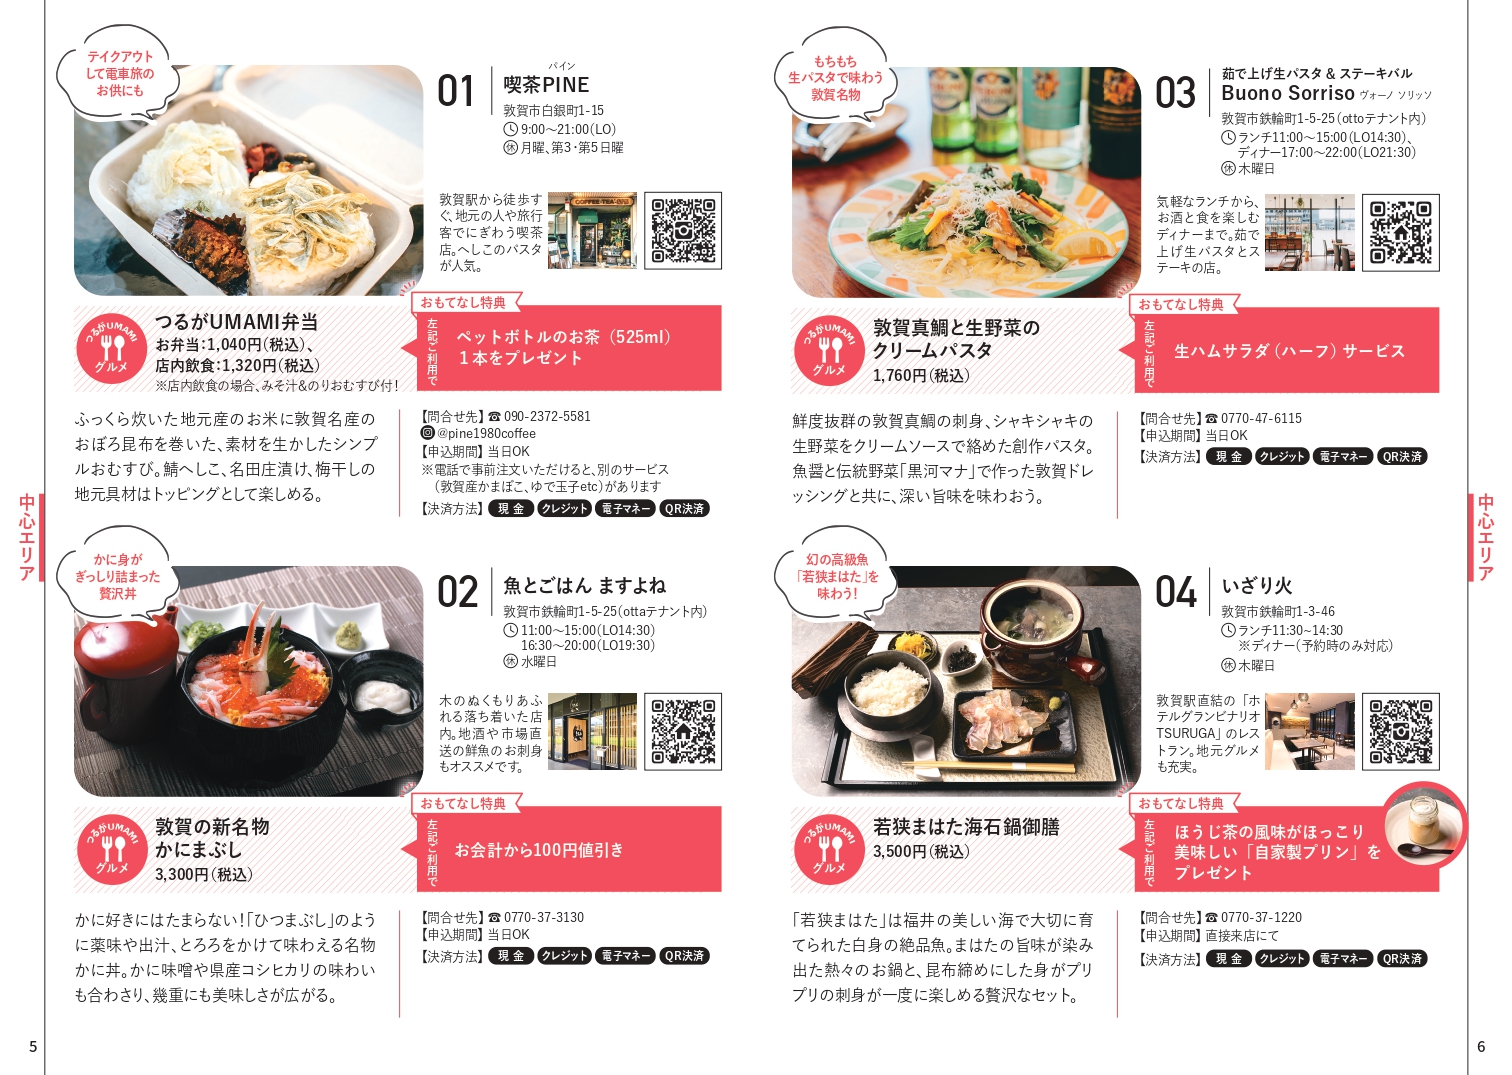 中心エリア
テイクアウト
して電車旅の
お供にも
01
パイン
喫茶PINE
敦賀市白銀町1-15
9:00〜21:00(LO)
休 月曜、第3・第5日曜
敦賀駅から徒歩す
ぐ、地元の人や旅行
客でにぎわう喫茶
店。へしこのパスタ
が人気。
COFFEE・TEA
つるがUMAMI
グルメ
つるがUMAMI弁当
お弁当:1,040円(税込)、
店内飲食:1,320円(税込)
※店内飲食の場合、みそ汁&のりおむすび付!
おもてなし特典
左記ご利用で
ペットボトルのお茶(525ml)
1本をプレゼント
ふっくら炊いた地元産のお米に敦賀名産の
おぼろ昆布を巻いた、素材を生かしたシンプ
ルおむすび。鯖へしこ、名田庄漬け、梅干しの
地元具材はトッピングとして楽しめる。
【問合せ先】☎090-2372-5581
@pine1980coffee
【申込期間】当日OK
※電話で事前注文いただけると、別のサービス
(敦賀産かまぼこ、ゆで玉子etc)があります
【決済方法】 現金 クレジット 電子マネー QR決済
かに身が
ぎっしり詰まった
贅沢丼
02
魚とごはん ますよね
敦賀市鉄輪町1-5-25(ottaテナント内)
11:00〜15:00(LO14:30)
16:30〜20:00(LO19:30)
休 水曜日
木のぬくもりあふ
れる落ち着いた店
内。地酒や市場直
送の鮮魚のお刺身
もオススメです。
つるがUMAMI
グルメ
敦賀の新名物
かにまぶし
3,300円(税込)
おもてなし特典
左記ご利用で
お会計から100円値引き
かに好きにはたまらない!「ひつまぶし」のよう
に薬味や出汁、とろろをかけて味わえる名物
かに丼。かに味噌や県産コシヒカリの味わい
も合わさり、幾重にも美味しさが広がる。
【問合せ先】☎0770-37-3130
【申込期間】当日OK
【決済方法】 現金 クレジット 電子マネー QR決済
5
もちもち
生パスタで味わう
敦賀名物
03
茹で上げ生パスタ & ステーキバル
Buono Sorriso ヴォーノ ソリッソ
敦賀市鉄輪町1-5-25(ottoテナント内)
ランチ11:00〜15:00(LO14:30)、
ディナー17:00〜22:00(LO21:30)
休 木曜日
気軽なランチから、
お酒と食を楽しむ
ディナーまで。茹で
上げ生パスタとス
テーキの店。
つるがUMAMI
グルメ
敦賀真鯛と生野菜の
クリームパスタ
1,760円(税込)
おもてなし特典
左記ご利用で
生ハムサラダ(ハーフ)サービス
鮮度抜群の敦賀真鯛の刺身、シャキシャキの
生野菜をクリームソースで絡めた創作パスタ。
魚醤と伝統野菜「黒河マナ」で作った敦賀ドレ
ッシングと共に、深い旨味を味わおう。
【問合せ先】☎0770-47-6115
【申込期間】当日OK
【決済方法】 現金 クレジット 電子マネー QR決済
幻の高級魚
「若狭まはた」を
味わう!
04
いざり火
敦賀市鉄輪町1-3-46
ランチ11:30~14:30
※ディナー(予約時のみ対応)
休 木曜日
敦賀駅直結の「ホ
テルグランビナリオ
TSURUGA」のレス
トラン。地元グルメ
も充実。
つるがUMAMI
グルメ
若狭まはた海石鍋御膳
3,500円(税込)
おもてなし特典
左記ご利用で
ほうじ茶の風味がほっこり
美味しい「自家製プリン」を
プレゼント
「若狭まはた」は福井の美しい海で大切に育
てられた白身の絶品魚。まはたの旨味が染み
出た熱々のお鍋と、昆布締めにした身がプリ
プリの刺身が一度に楽しめる贅沢なセット。
【問合せ先】☎0770-37-1220
【申込期間】直接来店にて
【決済方法】 現金 クレジット 電子マネー QR決済
中心エリア
6